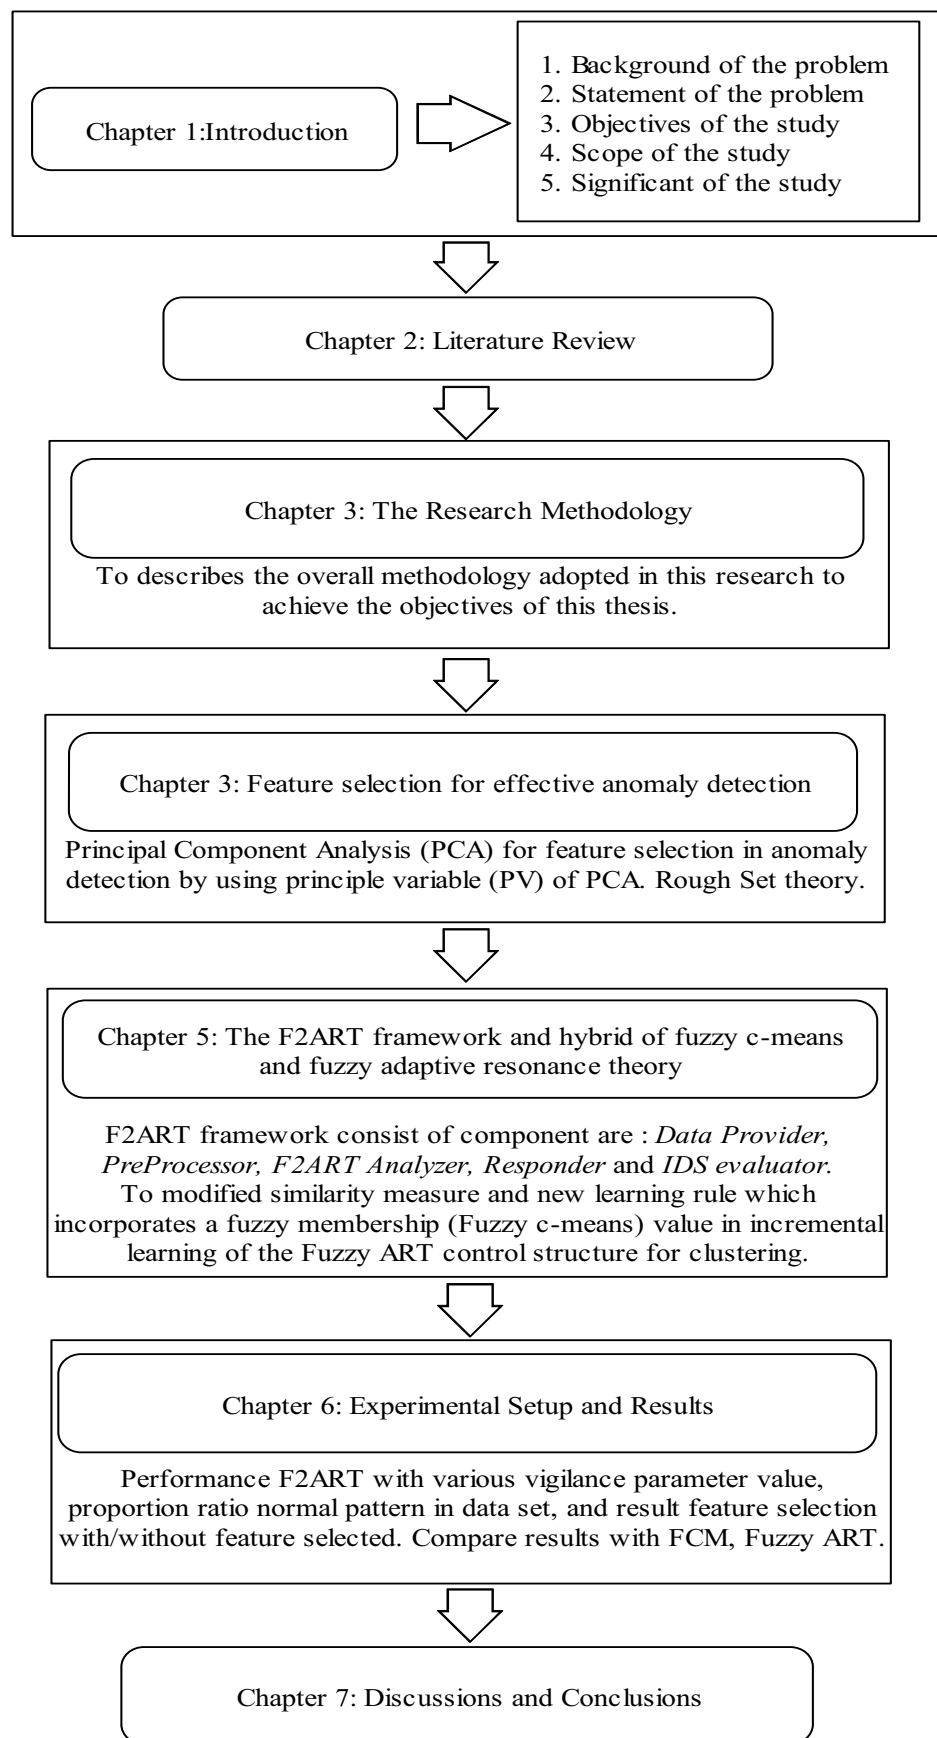 Chapter 1:Introduction
1. Background of the problem
2. Statement of the problem
3. Objectives of the study
4. Scope of the study
5. Significant of the study
Chapter 2: Literature Review
Chapter 3: The Research Methodology
To describes the overall methodology adopted in this research to
achieve the objectives of this thesis.
Chapter 3: Feature selection for effective anomaly detection
Principal Component Analysis (PCA) for feature selection in anomaly
detection by using principle variable (PV) of PCA. Rough Set theory.
Chapter 5: The F2ART framework and hybrid of fuzzy c-means
and fuzzy adaptive resonance theory
F2ART framework consist of component are : Data Provider,
PreProcessor, F2ART Analyzer, Responder and IDS evaluator.
To modified similarity measure and new learning rule which
incorporates a fuzzy membership (Fuzzy c-means) value in incremental
learning of the Fuzzy ART control structure for clustering.
Chapter 6: Experimental Setup and Results
Performance F2ART with various vigilance parameter value,
proportion ratio normal pattern in data set, and result feature selection
with/without feature selected. Compare results with FCM, Fuzzy ART.
Chapter 7: Discussions and Conclusions